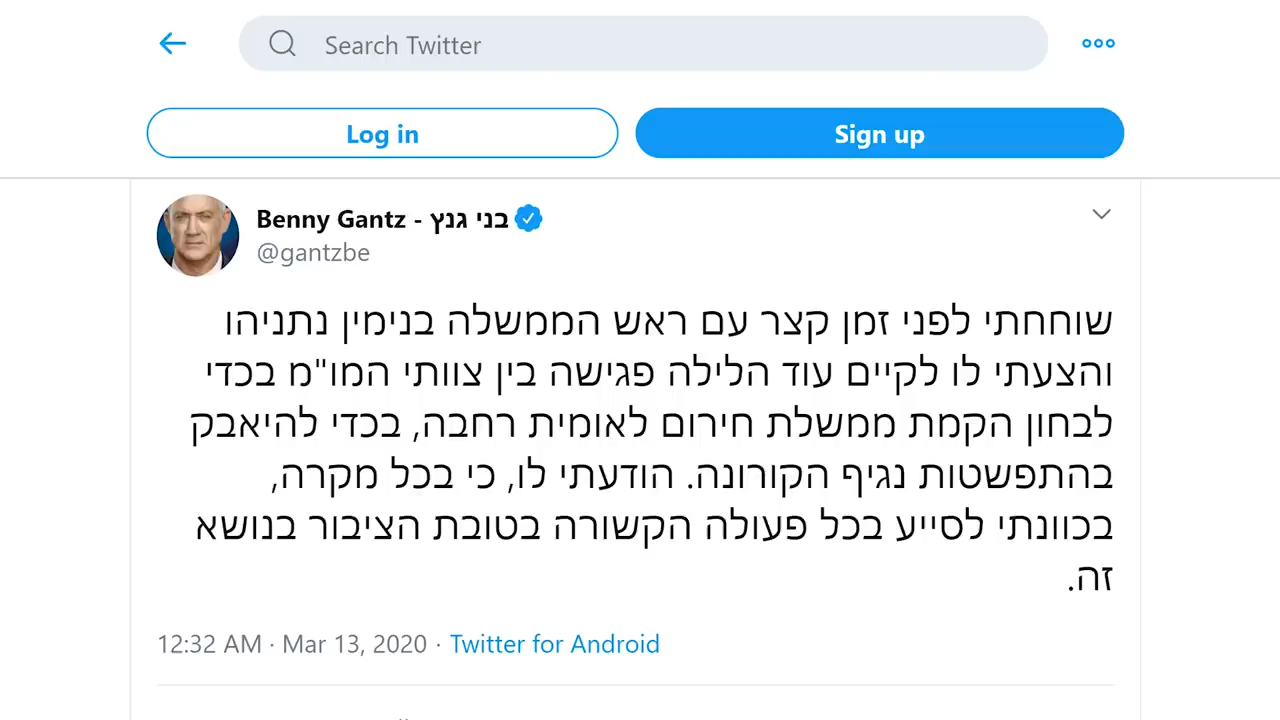 Search Twitter
Log in
Sign up
Benny Gantz - בני גנץ
@gantzbe
שוחחתי לפני זמן קצר עם ראש הממשלה בנימין נתניהו
והצעתי לו לקיים עוד הלילה פגישה בין צוותי המו"מ בכדי
לבחון הקמת ממשלת חירום לאומית רחבה, בכדי להיאבק
בהתפשטות נגיף הקורונה. הודעתי לו, כי בכל מקרה,
בכוונתי לסייע בכל פעולה הקשורה בטובת הציבור בנושא
זה.
12:32 AM · Mar 13, 2020 · Twitter for Android